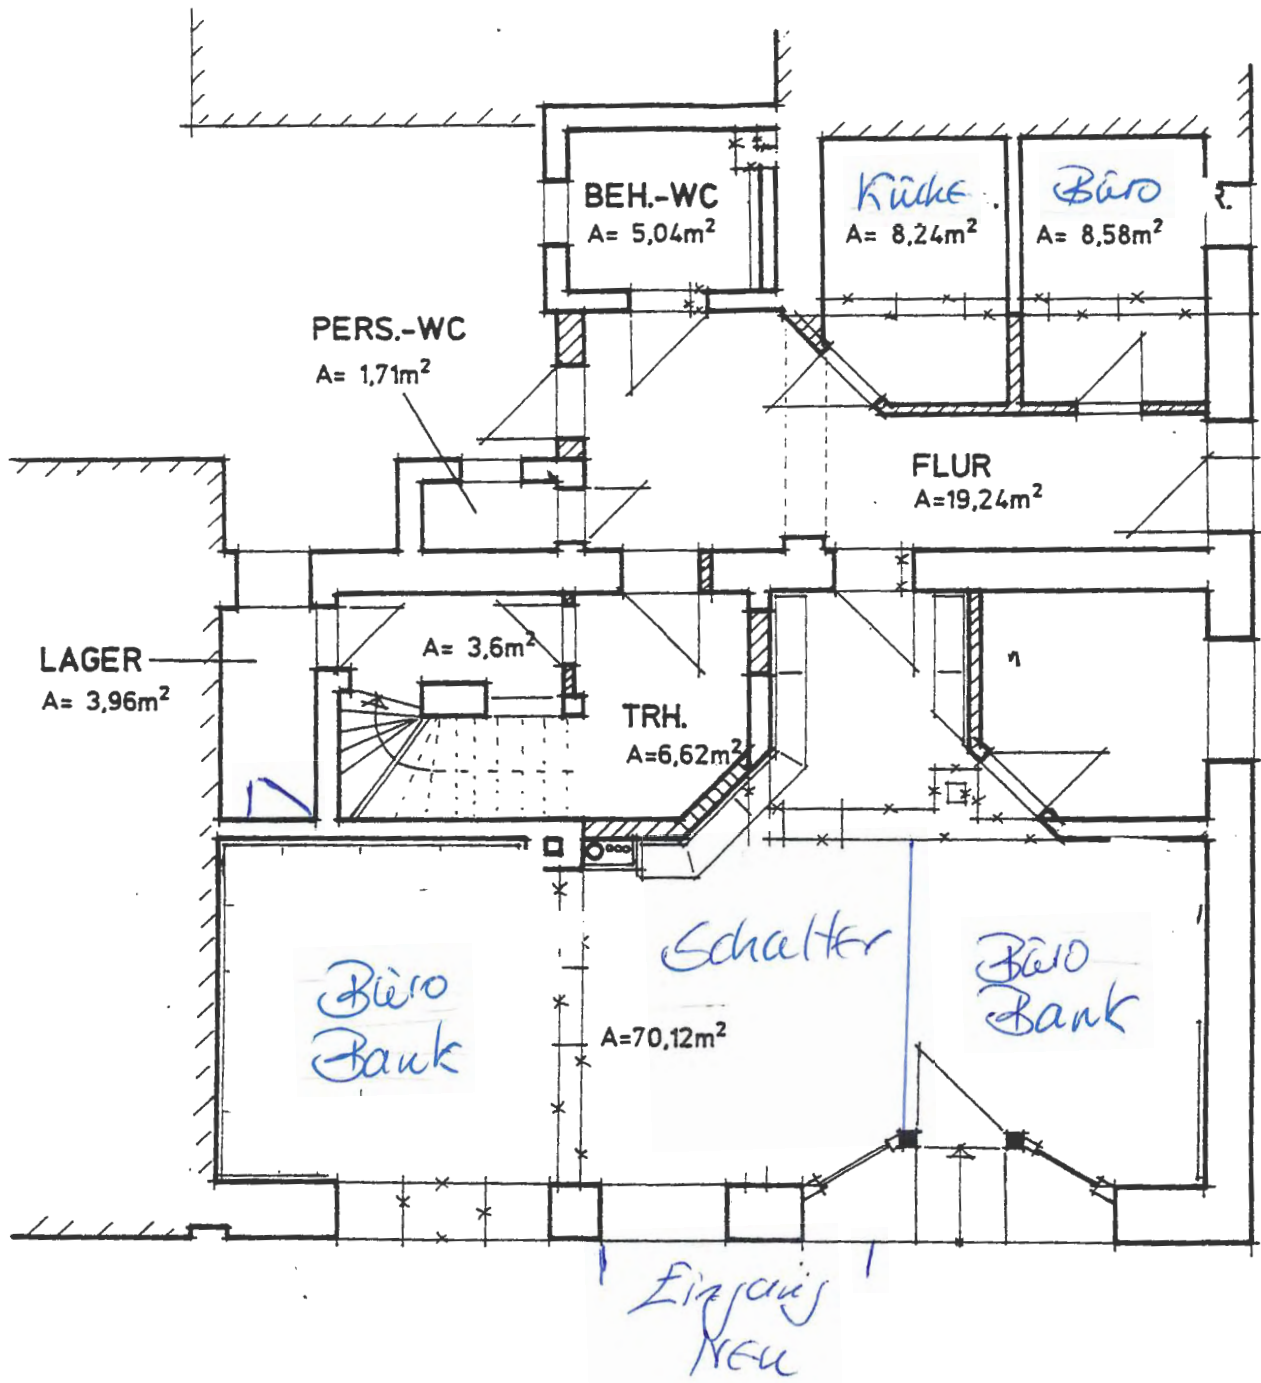 BEH.-WC
A= 5,04m²
Küche
A= 8,24m²
Büro
A= 8,58m²
R.
PERS.-WC
A= 1,71m²
FLUR
A=19,24m²
LAGER
A= 3,96m²
A= 3,6m²
TRH.
A=6,62m²
Schalter
A=70,12m²
Büro
Bank
Büro
Bank
Eingang
NEU